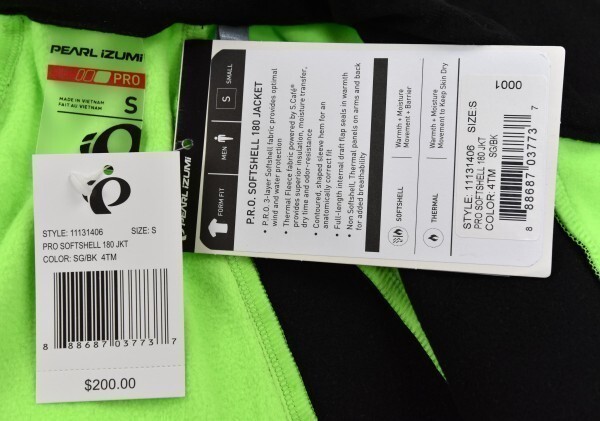 PEARL iZUMi
PRO
MADE IN VIETNAM
FAIT AU VIETNAM
S
PEARL iZUMi
STYLE: 11131406 SIZE: S
PRO SOFTSHELL 180 JKT
COLOR: SG/BK 4TM
8 88687 03773 7
$200.00
FORM FIT
MEN
S
SMALL
P.R.O. SOFTSHELL 180 JACKET
• P.R.O. 3-layer Softshell fabric provides optimal
wind and water protection
• Thermal Fleece fabric powered by S.Café®
provides superior insulation, moisture transfer,
dry time and odor-resistance
• Contoured, shaped sleeve hem for an
anatomically correct fit
• Full-length internal draft flap seals in warmth
• Non Softshell, Thermal panels on arms and back
for added breathability
SOFTSHELL
Warmth + Moisture
Movement + Barrier
THERMAL
Warmth + Moisture
Movement to Keep Skin Dry
STYLE: 11131406 SIZE:S
PRO SOFTSHELL 180 JKT
COLOR: 4TM SG/BK
8 88687 03773 7
0001